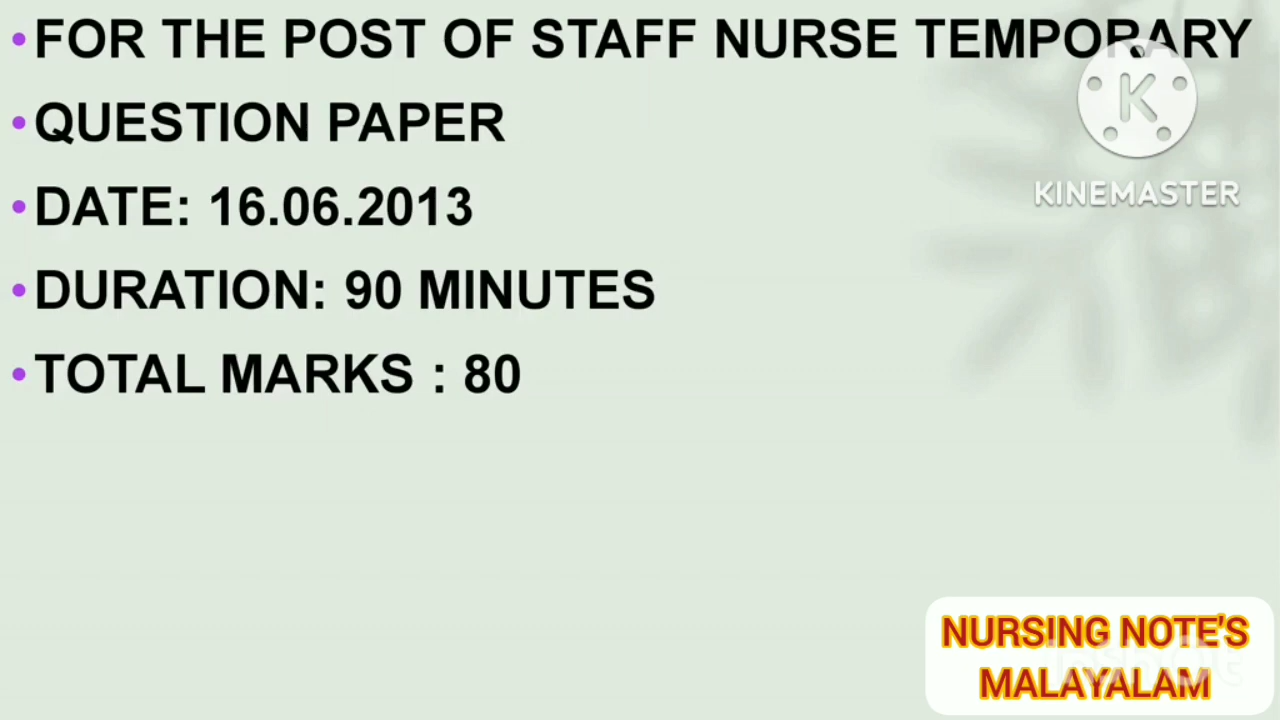 •FOR THE POST OF STAFF NURSE TEMPORARY
•QUESTION PAPER
•DATE: 16.06.2013
•DURATION: 90 MINUTES
•TOTAL MARKS : 80
K
KINEMASTER
NURSING NOTE'S
MALAYALAM